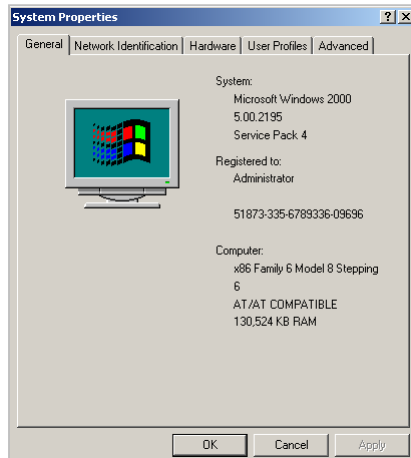 System Properties
General Network Identification Hardware User Profiles Advanced
System:
Microsoft Windows 2000
5.00.2195
Service Pack 4
Registered to:
Administrator
51873-335-6789336-09696
Computer:
x86 Family 6 Model 8 Stepping
6
AT/AT COMPATIBLE
130,524 KB RAM
OK Cancel Apply